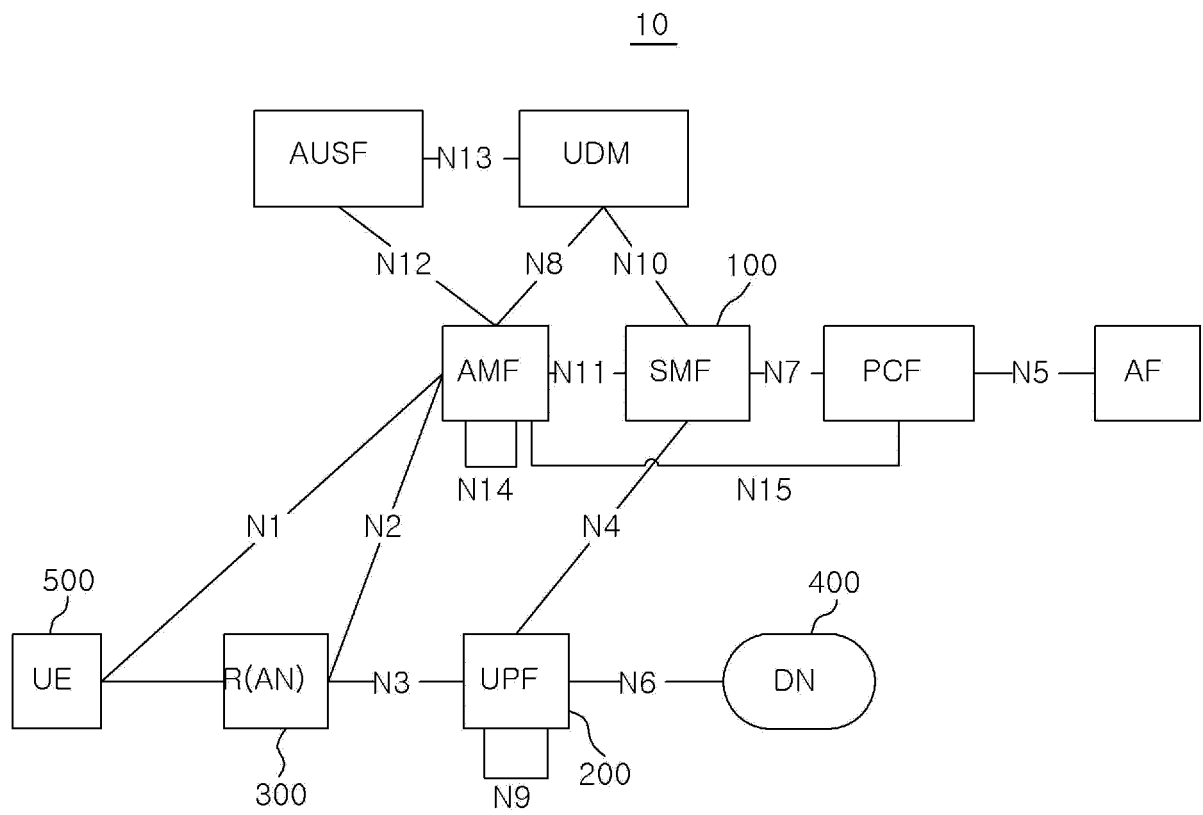 10
AUSF N13 UDM
N12 N8 N10 100
AMF N11 SMF N7 PCF N5 AF
N14 N15
N1 N2 N4
500 400
UE R(AN) N3 UPF N6 DN
300 N9 200